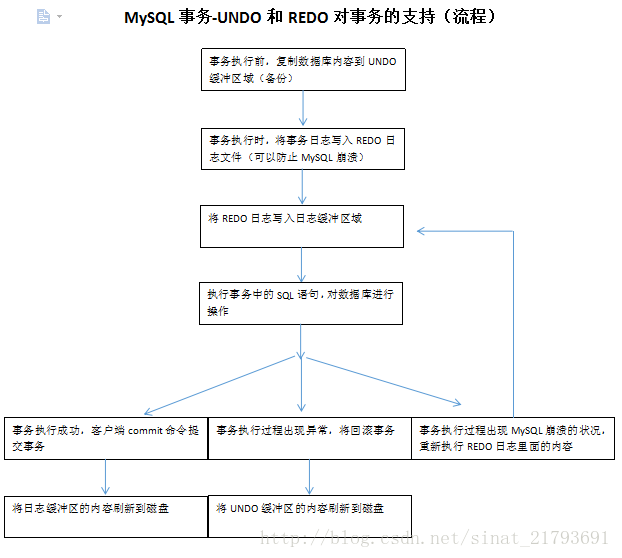 MySQL 事务-UNDO 和 REDO 对事务的支持（流程）
事务执行前，复制数据库内容到 UNDO
缓冲区域（备份）
事务执行时，将事务日志写入 REDO 日
志文件（可以防止 MySQL 崩溃）
将 REDO 日志写入日志缓冲区域
执行事务中的 SQL 语句，对数据库进行
操作
事务执行成功，客户端 commit 命令提
交事务
事务执行过程出现异常，将回滚事务
事务执行过程出现 MySQL 崩溃的状况，
重新执行 REDO 日志里面的内容
将日志缓冲区的内容刷新到磁盘
将 UNDO 缓冲区的内容刷新到磁盘
http://blog.csdn.net/sinat_21793691